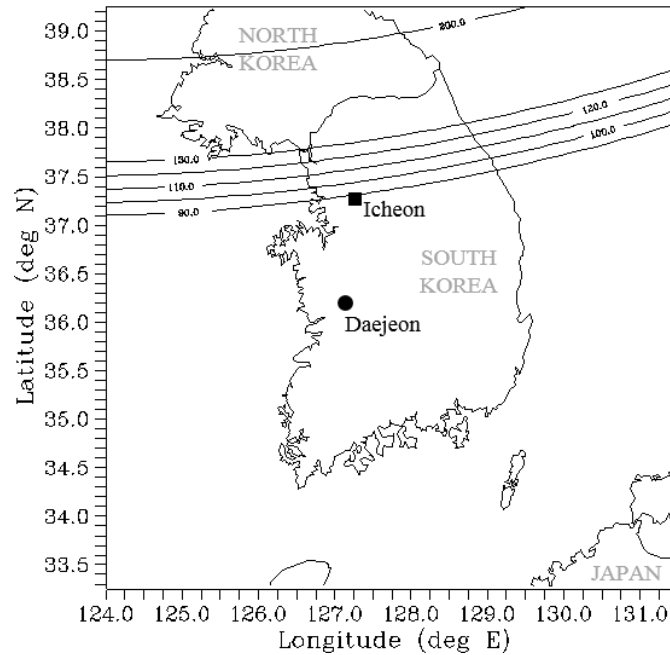 39.0
38.5
38.0
37.5
37.0
36.5
36.0
35.5
35.0
34.5
34.0
33.5
Latitude (deg N)
NORTH
KOREA
200.0
130.0
120.0
110.0
100.0
90.0
Icheon
SOUTH
KOREA
Daejeon
JAPAN
124.0 125.0 126.0 127.0 128.0 129.0 130.0 131.0
Longitude (deg E)